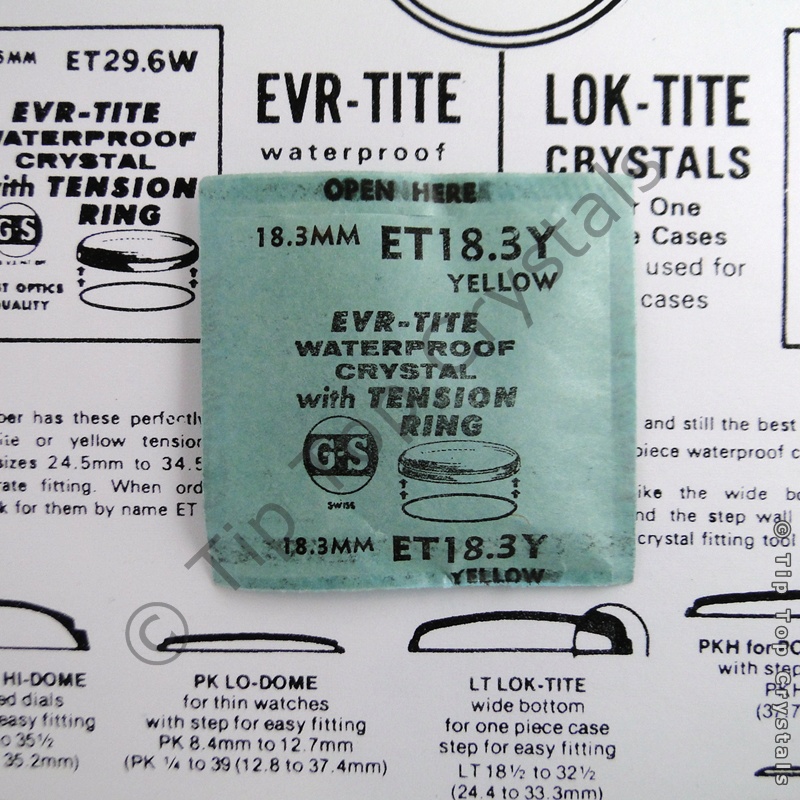 5MM ET29.6W
EVR-TITE
WATERPROOF
CRYSTAL
with TENSION
RING
G-S
OPTICS
QUALITY
EVR-TITE
waterproof
LOK-TITE
CRYSTALS
One
Cases
used for
cases
OPEN HERE
18.3MM ET18.3Y
YELLOW
EVR-TITE
WATERPROOF
CRYSTAL
with TENSION
RING
G-S
SWISS
18.3MM ET18.3Y
YELLOW
has these perfectly
or yellow tension
sizes 24.5mm to 34.5
fitting. When
for them by name ET
and still the best
piece waterproof
like the wide
the step wall
crystal fitting tool
HI-DOME
dials
easy fitting
35½
35.2mm)
PK LO-DOME
for thin watches
with step for easy fitting
PK 8.4mm to 12.7mm
(PK ¼ to 39 (12.8 to 37.4mm)
LT LOK-TITE
wide bottom
for one piece case
step for easy fitting
LT 18½ to 32½
(24.4 to 33.3mm)
PKH for
with step
© Tip Top Crystals
© Tip Top Crystals